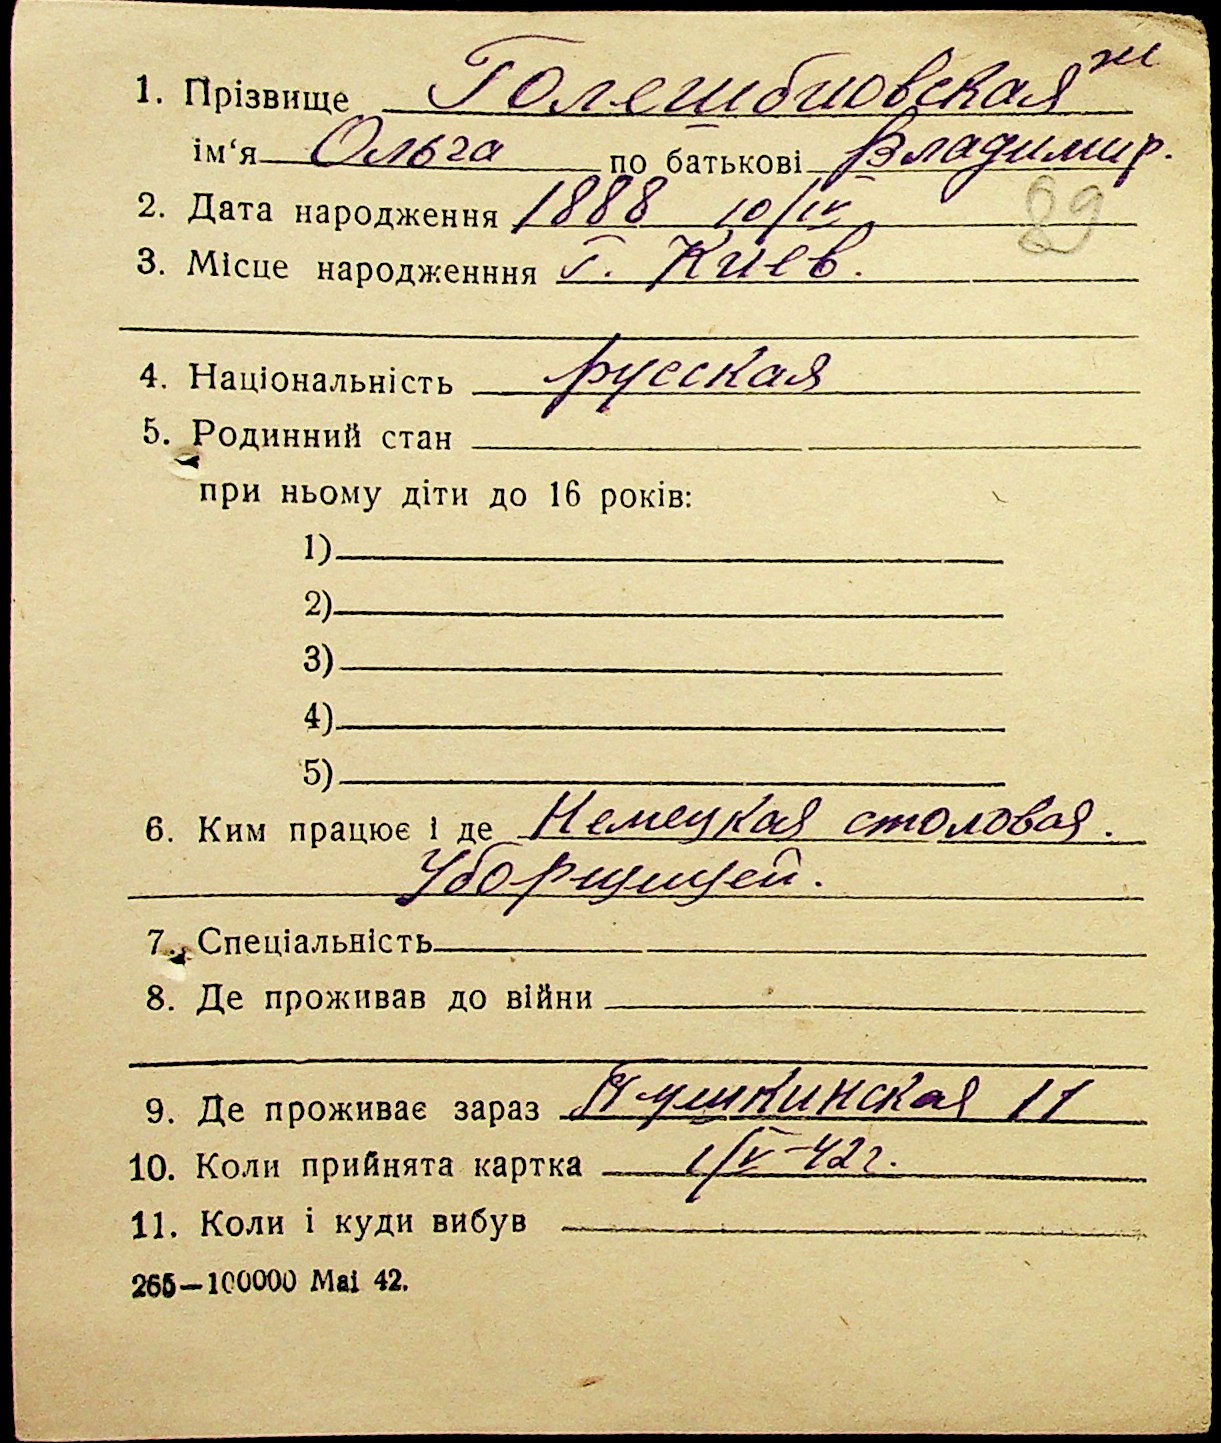 ж
1. Прізвище Голешбиовская
ім‘я Ольга по батькові Владимир.
2. Дата народження 1888 10/IV
29
3. Місце народженння г. Киев.
4. Національність русская
5. Родинний стан
при ньому діти до 16 років:
1)
2)
3)
4)
5)
6. Ким працює і де Немецкая столовая.
Уборщицей.
7. Спеціальність
8. Де проживав до війни
9. Де проживає зараз Пушкинская 11
10. Коли прийнята картка 1/V-42г.
11. Коли і куди вибув
265—100000 Mai 42.